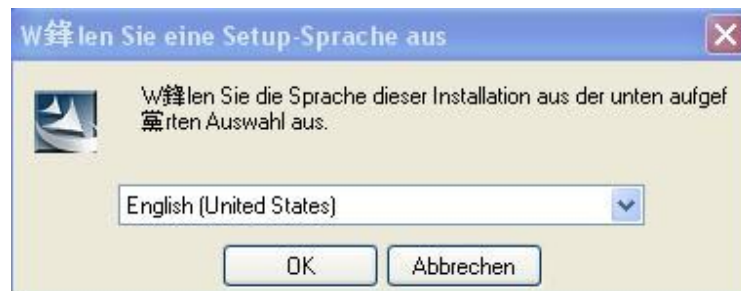 W鋒len Sie eine Setup-Sprache aus
W鋒len Sie die Sprache dieser Installation aus der unten aufgef
㧰rten Auswahl aus.
English (United States)
OK
Abbrechen